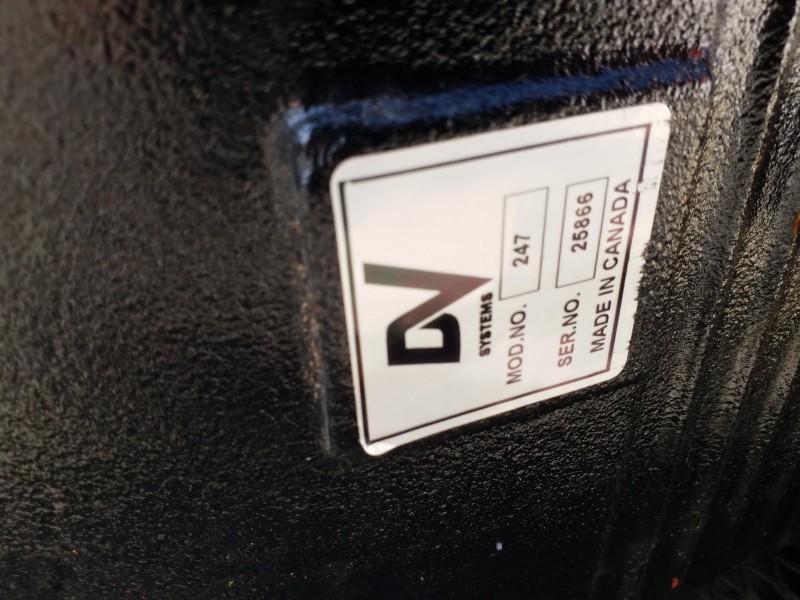 DV
SYSTEMS
MOD.NO. 247
SER.NO. 25866
MADE IN CANADA